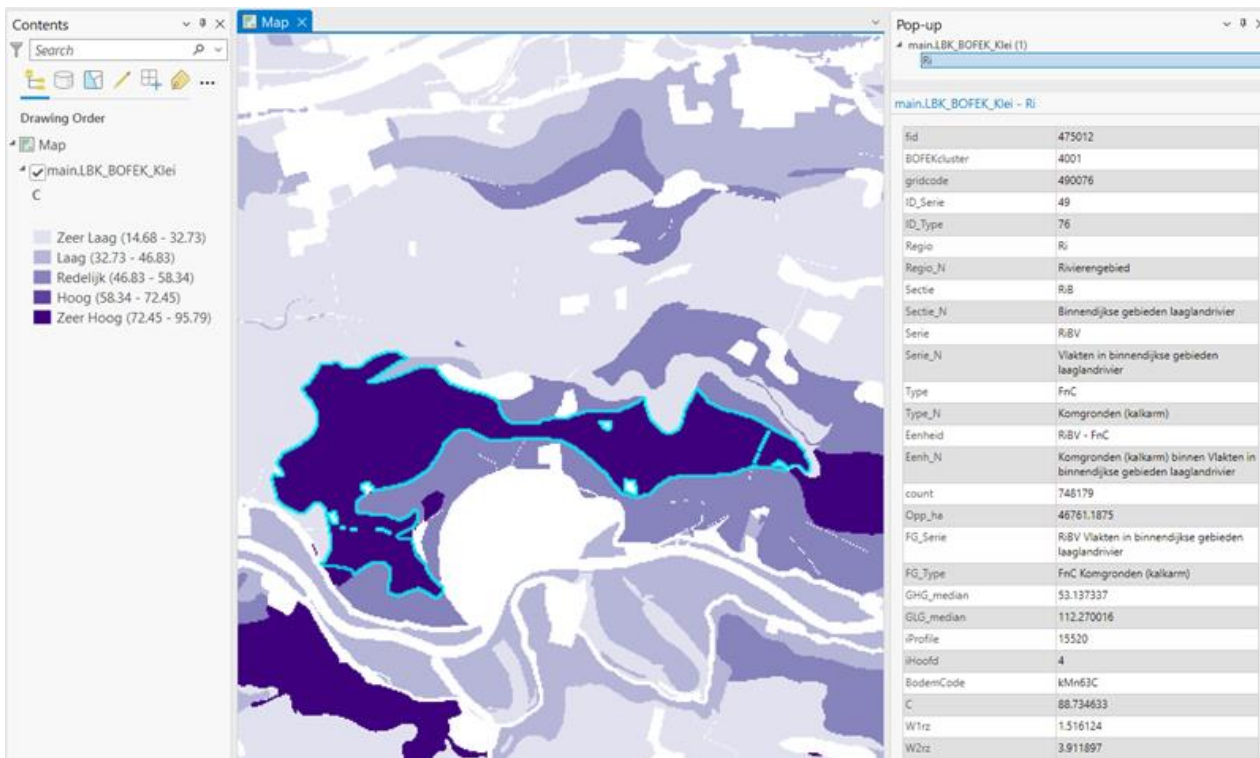 Contents
Search
Drawing Order
Map
main.LBK_BOFEK_Klei
C
Zeer Laag (14.68 - 32.73)
Laag (32.73 - 46.83)
Redelijk (46.83 - 58.34)
Hoog (58.34 - 72.45)
Zeer Hoog (72.45 - 95.79)
Map
Pop-up
main.LBK_BOFEK_Klei (1)
Ri
main.LBK_BOFEK_Klei - Ri
fid 475012
BOFEKcluster 4001
gridcode 490076
ID_Serie 49
ID_Type 76
Regio Ri
Regio_N Rivierengebied
Sectie RiB
Sectie_N Binnendijkse gebieden laaglandrivier
Serie RiBV
Serie_N Vlakten in binnendijkse gebieden
laaglandrivier
Type FnC
Type_N Komgronden (kalkarm)
Eenheid RiBV - FnC
Eenh_N Komgronden (kalkarm) binnen Vlakten in
binnendijkse gebieden laaglandrivier
count 748179
Opp_ha 46761.1875
FG_Serie RiBV Vlakten in binnendijkse gebieden
laaglandrivier
FG_Type FnC Komgronden (kalkarm)
GHG_median 53.137337
GLG_median 112.270016
iProfile 15520
iHoofd 4
BodemCode kMn63C
C 88.734633
W1rz 1.516124
W2rz 3.911897